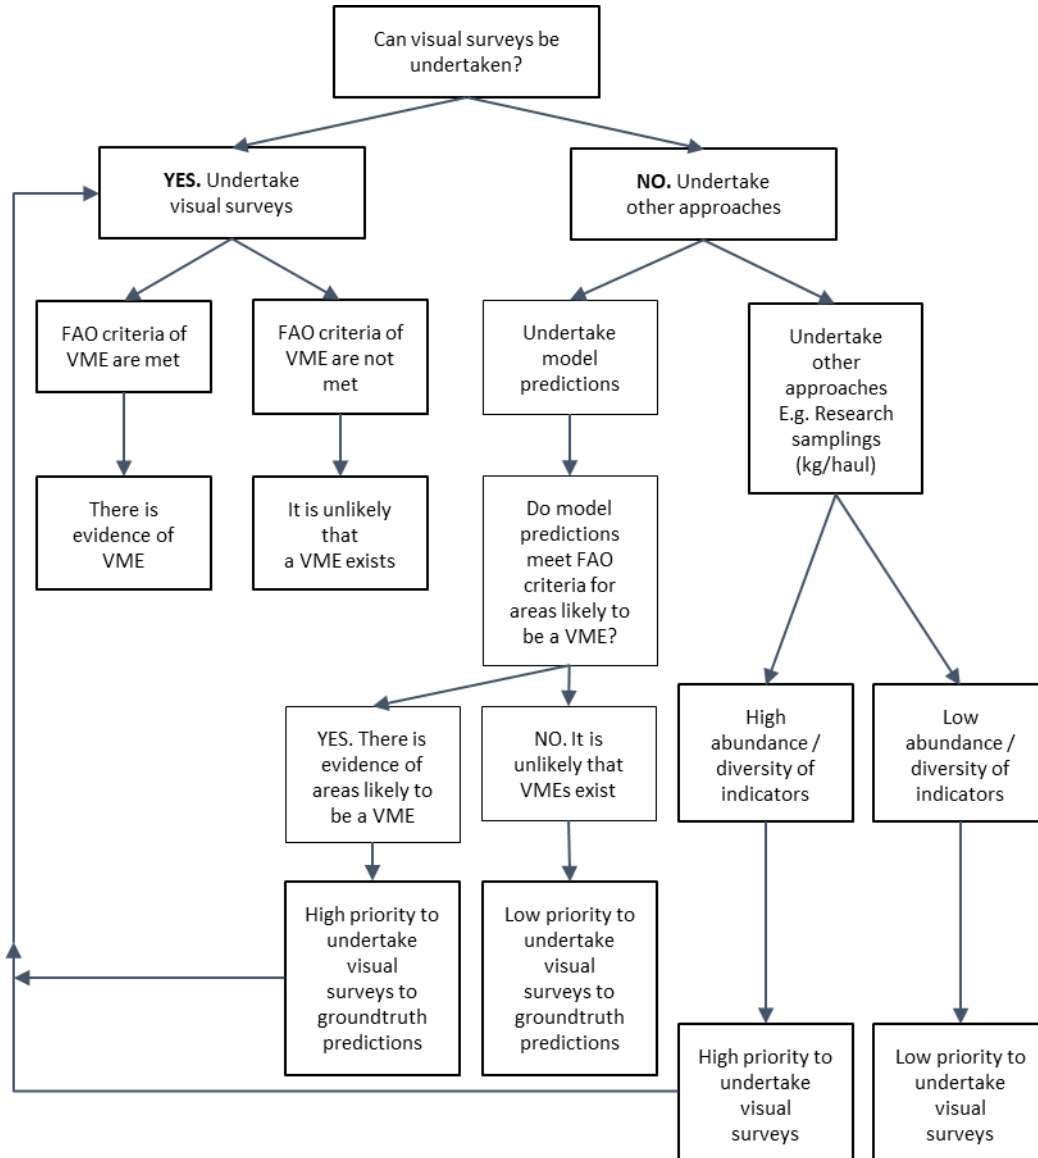 Can visual surveys be
undertaken?
YES. Undertake
visual surveys
NO. Undertake
other approaches
FAO criteria of
VME are met
FAO criteria of
VME are not
met
Undertake
model
predictions
Undertake
other
approaches
E.g. Research
samplings
(kg/haul)
There is
evidence of
VME
It is unlikely
that
a VME exists
Do model
predictions
meet FAO
criteria for
areas likely to
be a VME?
YES. There is
evidence of
areas likely to
be a VME
NO. It is
unlikely that
VMEs exist
High
abundance /
diversity of
indicators
Low
abundance /
diversity of
indicators
High priority to
undertake
visual
surveys to
groundtruth
predictions
Low priority to
undertake
visual
surveys to
groundtruth
predictions
High priority to
undertake
visual
surveys
Low priority to
undertake
visual
surveys